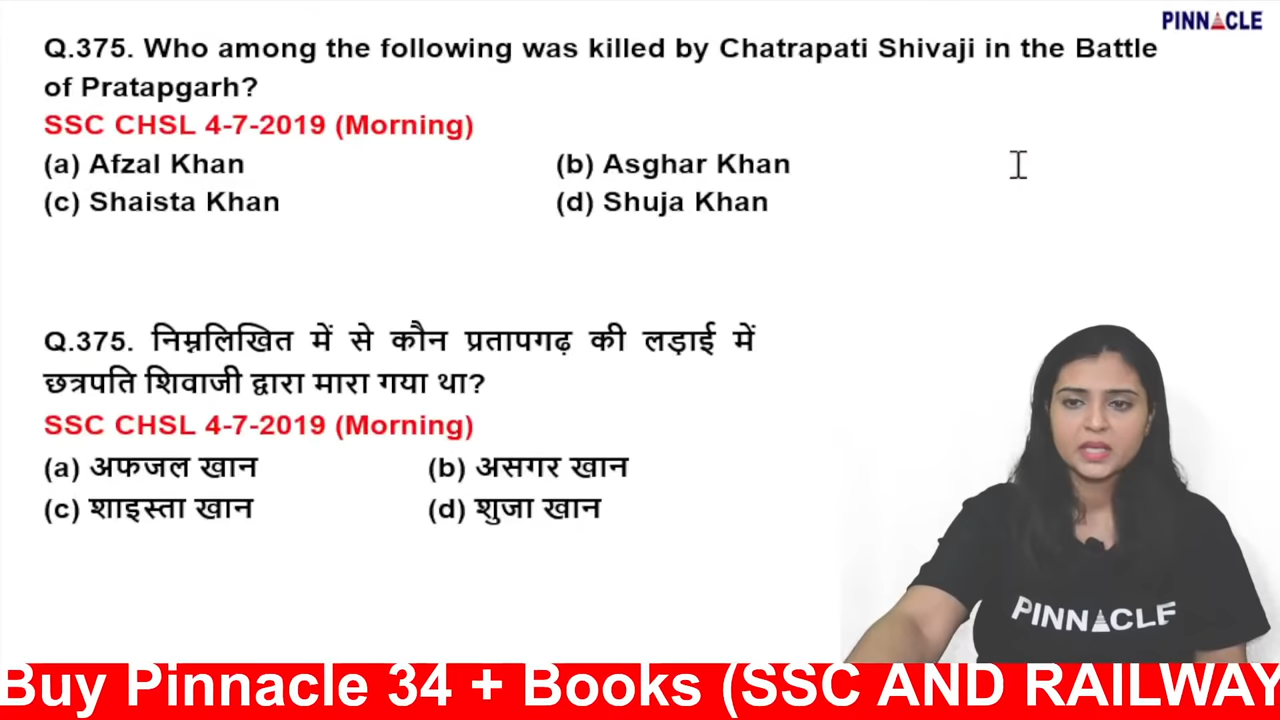 PINNACLE
Q.375. Who among the following was killed by Chatrapati Shivaji in the Battle
of Pratapgarh?
SSC CHSL 4-7-2019 (Morning)
(a) Afzal Khan (b) Asghar Khan
(c) Shaista Khan (d) Shuja Khan
Q.375. निम्नलिखित में से कौन प्रतापगढ़ की लड़ाई में
छत्रपति शिवाजी द्वारा मारा गया था?
SSC CHSL 4-7-2019 (Morning)
(a) अफजल खान (b) असगर खान
(c) शाइस्ता खान (d) शुजा खान
PINNACLE
Buy Pinnacle 34 + Books (SSC AND RAILWAY